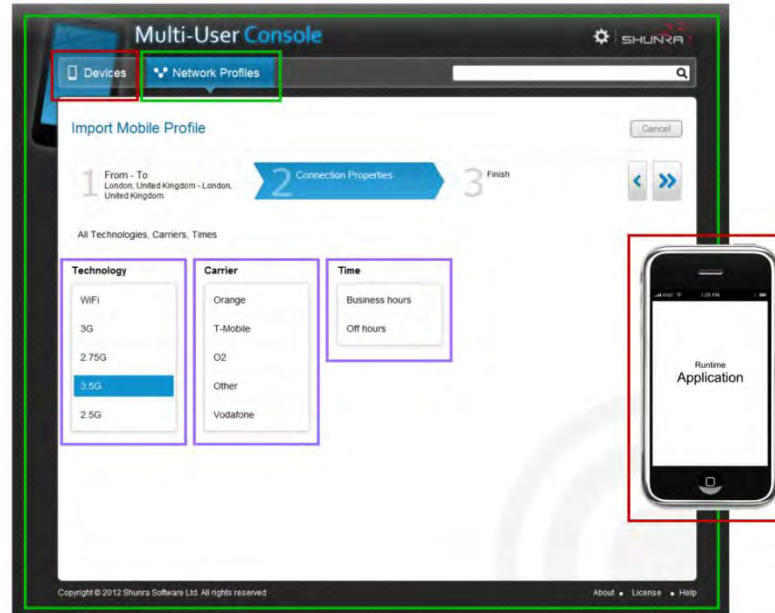 Multi-User Console
SHUNRA
Devices
Network Profiles
Import Mobile Profile
Cancel
1
From - To
London, United Kingdom - London,
United Kingdom
2
Connection Properties
3
Finish
All Technologies, Carriers, Times
Technology
WiFi
3G
2.75G
3.5G
2.5G
Carrier
Orange
T-Mobile
O2
Other
Vodafone
Time
Business hours
Off hours
Runtime
Application
Copyright © 2012 Shunra Software Ltd. All rights reserved
About • License • Help